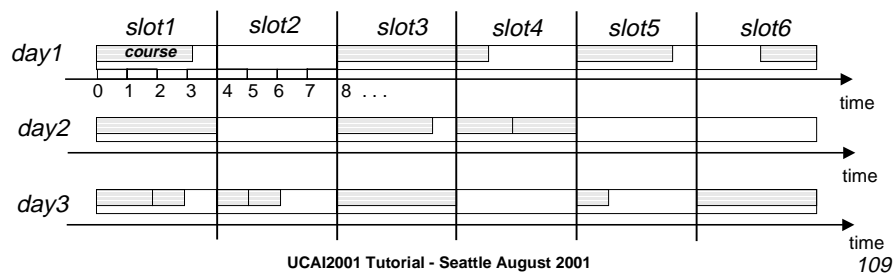 slot1 slot2 slot3 slot4 slot5 slot6
day1 course
0 1 2 3 4 5 6 7 8 . . .
time
day2
time
day3
time
UCAI2001 Tutorial - Seattle August 2001
109